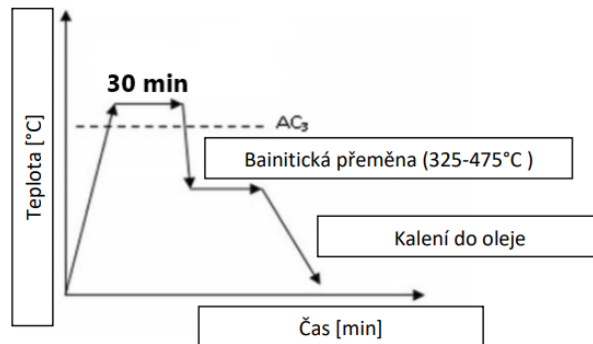 30 min
AC₃
Teplota [°C]
Bainitická přeměna (325-475°C )
Kalení do oleje
Čas [min]